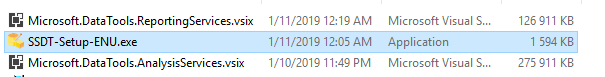 Microsoft.DataTools.ReportingServices.vsix 1/11/2019 12:19 AM Microsoft Visual S... 126 911 KB
SSDT-Setup-ENU.exe 1/11/2019 12:05 AM Application 1 594 KB
Microsoft.DataTools.AnalysisServices.vsix 1/10/2019 11:49 PM Microsoft Visual S... 275 911 KB